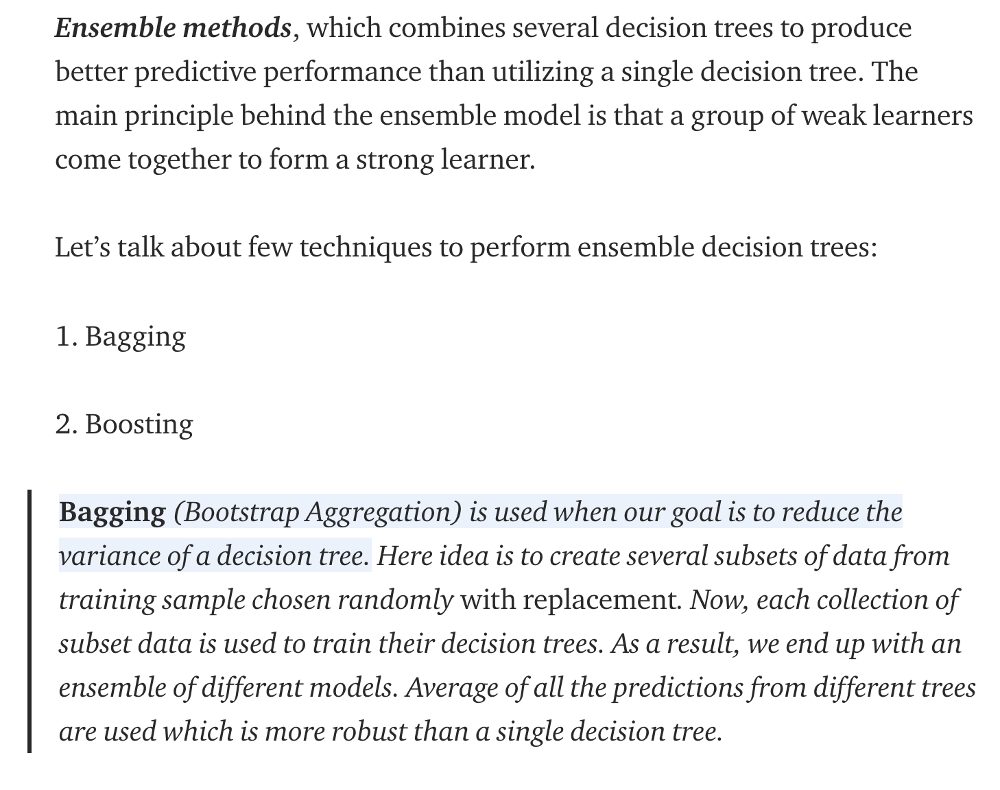 Ensemble methods, which combines several decision trees to produce
better predictive performance than utilizing a single decision tree. The
main principle behind the ensemble model is that a group of weak learners
come together to form a strong learner.
Let’s talk about few techniques to perform ensemble decision trees:
1. Bagging
2. Boosting
Bagging (Bootstrap Aggregation) is used when our goal is to reduce the
variance of a decision tree. Here idea is to create several subsets of data from
training sample chosen randomly with replacement. Now, each collection of
subset data is used to train their decision trees. As a result, we end up with an
ensemble of different models. Average of all the predictions from different trees
are used which is more robust than a single decision tree.